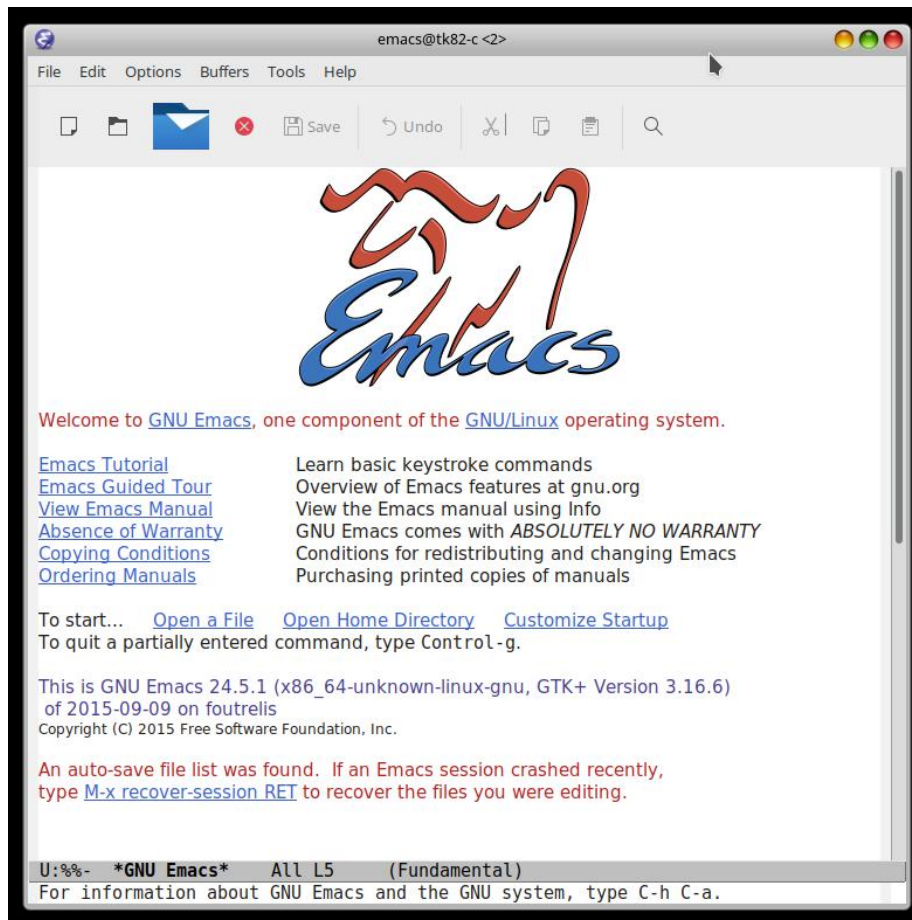 emacs@tk82-c <2>
File Edit Options Buffers Tools Help
Save Undo
Emacs
Welcome to GNU Emacs, one component of the GNU/Linux operating system.
Emacs Tutorial Learn basic keystroke commands
Emacs Guided Tour Overview of Emacs features at gnu.org
View Emacs Manual View the Emacs manual using Info
Absence of Warranty GNU Emacs comes with ABSOLUTELY NO WARRANTY
Copying Conditions Conditions for redistributing and changing Emacs
Ordering Manuals Purchasing printed copies of manuals
To start... Open a File Open Home Directory Customize Startup
To quit a partially entered command, type Control-g.
This is GNU Emacs 24.5.1 (x86_64-unknown-linux-gnu, GTK+ Version 3.16.6)
of 2015-09-09 on foutrelis
Copyright (C) 2015 Free Software Foundation, Inc.
An auto-save file list was found. If an Emacs session crashed recently,
type M-x recover-session RET to recover the files you were editing.
U:%%- *GNU Emacs* All L5 (Fundamental)
For information about GNU Emacs and the GNU system, type C-h C-a.